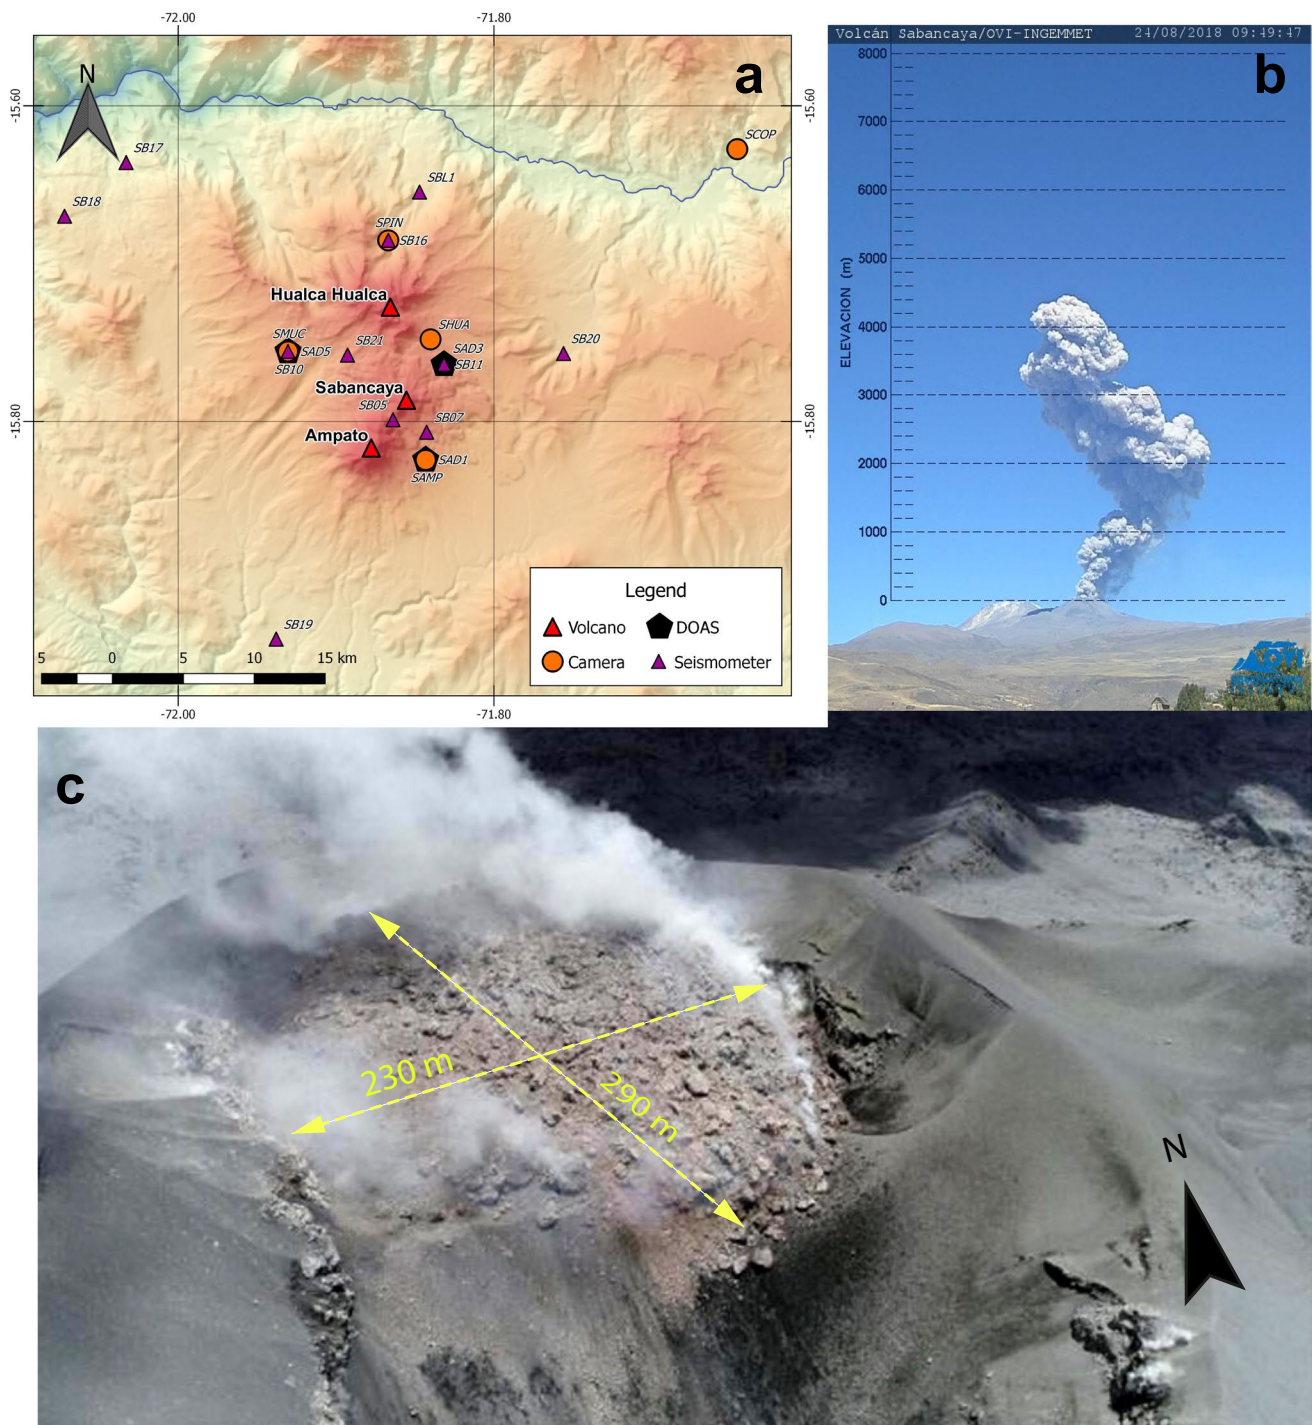 -72.00
-71.80
a
N
-15.60
-15.60
SCOP
SB17
SBL1
SB18
SPIN
SB16
Hualca Hualca
SHUA
SMUC
SAD5
SB21
SAD3
SB20
SB10
SB11
Sabancaya
SB05
SB07
-15.80
-15.80
Ampato
SAD1
SAMP
Legend
Volcano
DOAS
Camera
Seismometer
SB19
5 0 5 10 15 km
-72.00
-71.80
Volcán Sabancaya/OVI-INGEMMET 24/08/2018 09:49:47
b
8000
7000
6000
5000
4000
3000
2000
1000
0
ELEVACION (m)
OVI
c
230 m
290 m
N